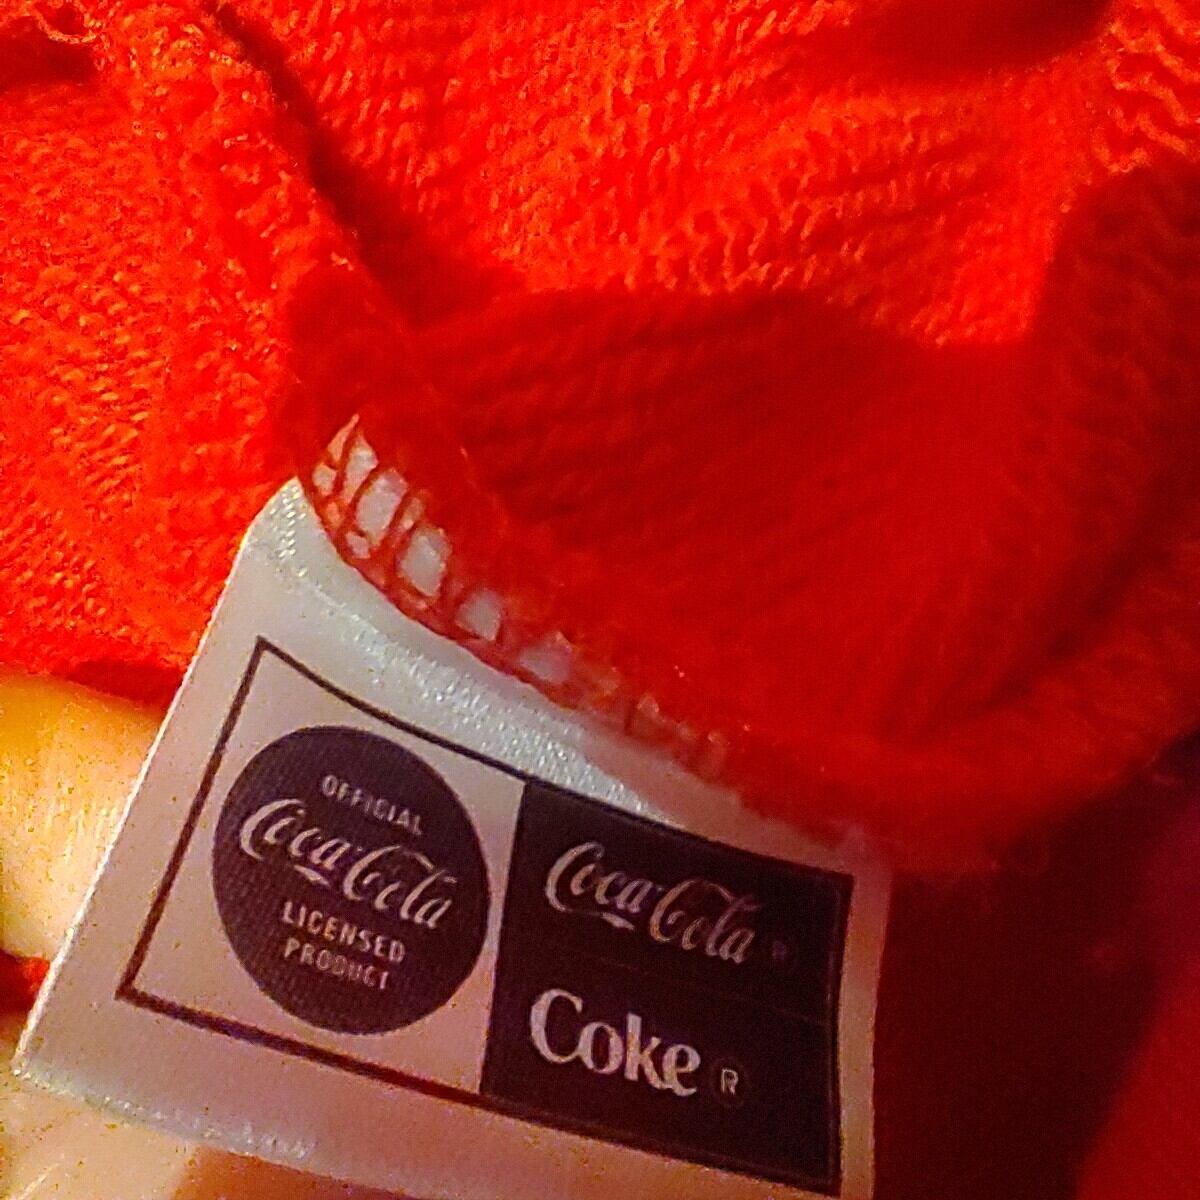 OFFICIAL
Coca-Cola
LICENSED
PRODUCT
Coca-Cola ®
Coke ®